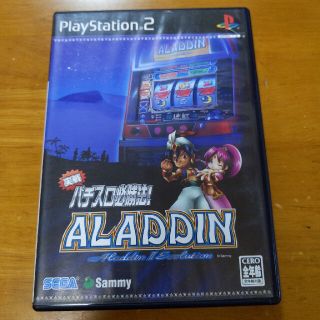 PlayStation 2
実戦
パチスロ必勝法!
ALADDIN
Aladdin II Evolution
© Sammy
SEGA Sammy
CERO
全年齢